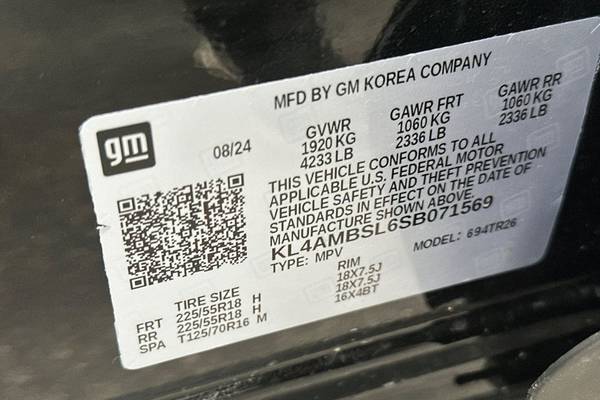 MFD BY GM KOREA COMPANY
gm
08/24
GVWR GAWR FRT GAWR RR
1920 KG 1060 KG 1060 KG
4233 LB 2336 LB 2336 LB
THIS VEHICLE CONFORMS TO ALL
APPLICABLE U.S. FEDERAL MOTOR
VEHICLE SAFETY AND THEFT PREVENTION
STANDARDS IN EFFECT ON THE DATE OF
MANUFACTURE SHOWN ABOVE.
KL4AMBSL6SB071569
TYPE: MPV MODEL: 694TR26
TIRE SIZE RIM
FRT 225/55R18 H 18X7.5J
RR 225/55R18 H 18X7.5J
SPA T125/70R16 M 16X4BT